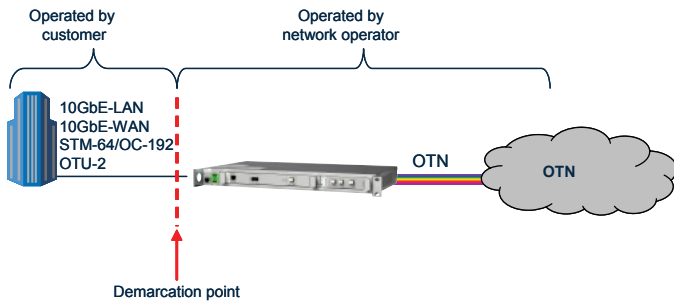 Operated by
customer
Operated by
network operator
10GbE-LAN
10GbE-WAN
STM-64/OC-192
OTU-2
OTN
OTN
Demarcation point